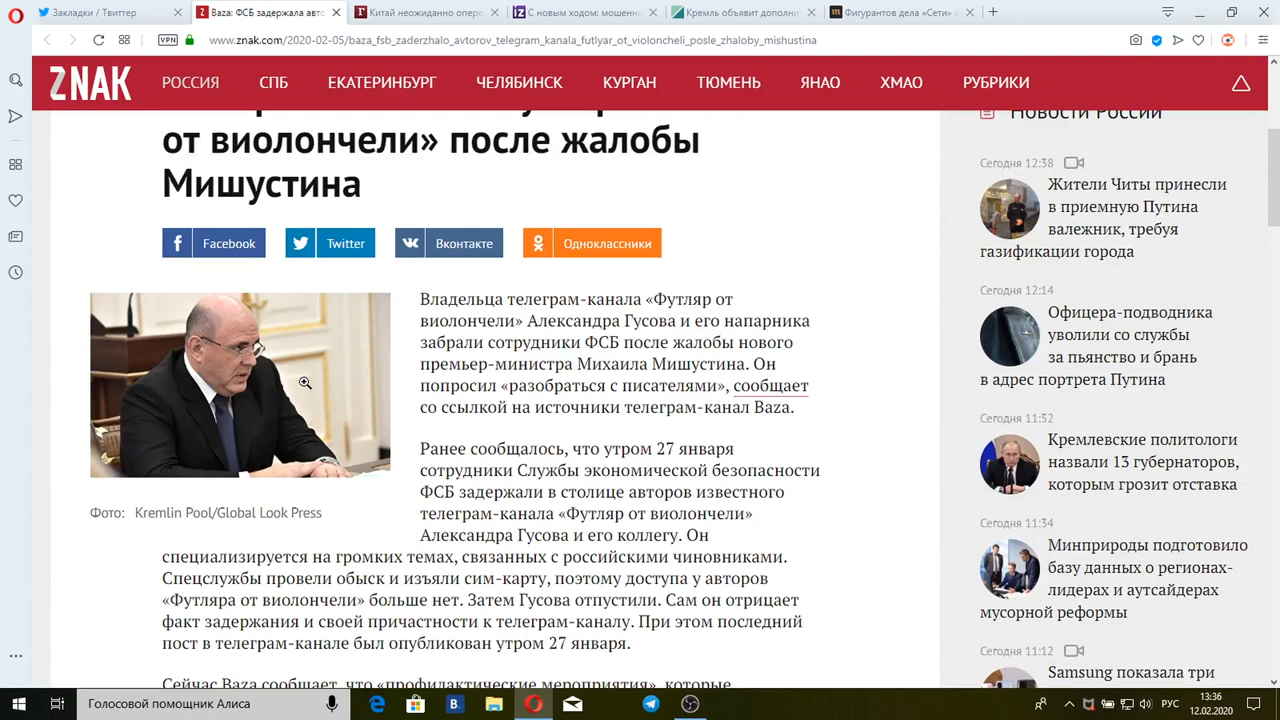 Закладки / Твитте
Baza: ФСБ задержала авто
Китай неожиданно опере
С новым ходом: мошенни
Кремль объявит дополни
Фигурантов дела «Сети» с
VPN
www.znak.com/2020-02-05/baza_fsb_zaderzhalo_avtorov_telegram_kanala_futlyar_ot_violoncheli_posle_zhaloby_mishustina
ZNAK
РОССИЯ
СПБ
ЕКАТЕРИНБУРГ
ЧЕЛЯБИНСК
КУРГАН
ТЮМЕНЬ
ЯНАО
ХМАО
РУБРИКИ
от виолончели» после жалобы
Мишустина
Facebook
Twitter
Вконтакте
Одноклассники
Фото: Kremlin Pool/Global Look Press
Владельца телеграм-канала «Футляр от
виолончели» Александра Гусова и его напарника
забрали сотрудники ФСБ после жалобы нового
премьер-министра Михаила Мишустина. Он
попросил «разобраться с писателями», сообщает
со ссылкой на источники телеграм-канал Baza.
Ранее сообщалось, что утром 27 января
сотрудники Службы экономической безопасности
ФСБ задержали в столице авторов известного
телеграм-канала «Футляр от виолончели»
Александра Гусова и его коллегу. Он
специализируется на громких темах, связанных с российскими чиновниками.
Спецслужбы провели обыск и изъяли сим-карту, поэтому доступа у авторов
«Футляра от виолончели» больше нет. Затем Гусова отпустили. Сам он отрицает
факт задержания и своей причастности к телеграм-каналу. При этом последний
пост в телеграм-канале был опубликован утром 27 января.
Сейчас Baza сообщает, что «профилактические мероприятия», которые
Новости России
Сегодня 12:38
Жители Читы принесли
в приемную Путина
валежник, требуя
газификации города
Сегодня 12:14
Офицера-подводника
уволили со службы
за пьянство и брань
в адрес портрета Путина
Сегодня 11:52
Кремлевские политологи
назвали 13 губернаторов,
которым грозит отставка
Сегодня 11:34
Минприроды подготовило
базу данных о регионах-
лидерах и аутсайдерах
мусорной реформы
Сегодня 11:12
Samsung показала три
Голосовой помощник Алиса
РУС
13:36
12.02.2020